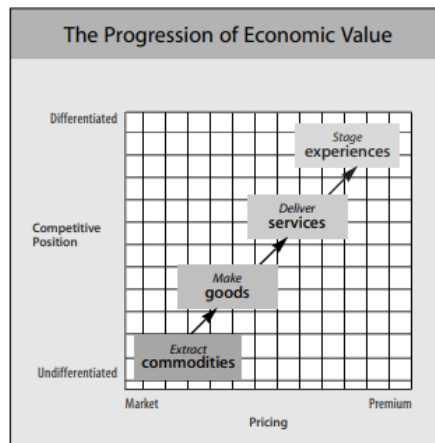 The Progression of Economic Value
Differentiated
Stage
experiences
Deliver
services
Competitive
Position
Make
goods
Extract
commodities
Undifferentiated
Market
Premium
Pricing